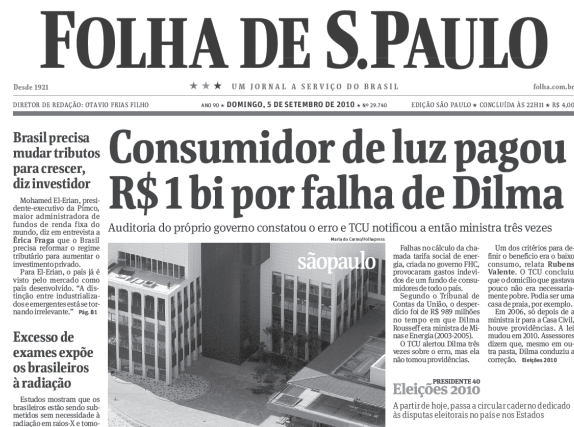 FOLHA DE S.PAULO
Desde 1921
★ ★ ★ UM JORNAL A SERVIÇO DO BRASIL
folha.com.br
DIRETOR DE REDAÇÃO: OTAVIO FRIAS FILHO
ANO 90 ★ DOMINGO, 5 DE SETEMBRO DE 2010 ★ Nº 29.740
EDIÇÃO SÃO PAULO ★ CONCLUÍDA ÀS 22H11 ★ R$ 4,00
Brasil precisa
mudar tributos
para crescer,
diz investidor
Mohamed El-Erian, presi-
dente-executivo da Pimco,
maior administradora de
fundos de renda fixa do
mundo, diz em entrevista a
Érica Fraga que o Brasil
precisa reformar o regime
tributário para aumentar o
investimento privado.
Para El-Erian, o país já é
visto pelo mercado como
país desenvolvido. “A dis-
tinção entre industrializa-
dos e emergentes está se tor-
nando irrelevante.” Pág. B1
Excesso de
exames expõe
os brasileiros
à radiação
Estudos mostram que os
brasileiros estão sendo sub-
metidos sem necessidade à
radiação em raios-X e tomo-
Consumidor de luz pagou
R$ 1 bi por falha de Dilma
Auditoria do próprio governo constatou o erro e TCU notificou a então ministra três vezes
Maria do Carmo/Folhapress
sãopaulo
Falhas no cálculo da cha-
mada tarifa social de ener-
gia, criada no governo FHC,
provocaram gastos indevi-
dos de um fundo de consu-
midores de todo o país.
Segundo o Tribunal de
Contas da União, o desper-
dício foi de R$ 989 milhões
no tempo em que Dilma
Rousseff era ministra de Mi-
nas e Energia (2003-2005).
O TCU alertou Dilma três
vezes sobre o erro, mas ela
não tomou providências.
Um dos critérios para de-
finir o benefício era o baixo
consumo, relata Rubens
Valente. O TCU concluiu
que o domicílio que gastava
pouco não era necessaria-
mente pobre. Podia ser uma
casa de praia, por exemplo.
Em 2006, só depois de a
ministra ir para a Casa Civil,
houve providências. A lei
mudou em 2010. Assessores
dizem que, mesmo em ou-
tra pasta, Dilma conduziu a
correção. Eleições 2010
PRESIDENTE 40
Eleições 2010
A partir de hoje, passa a circular caderno dedicado
às disputas eleitorais no país e nos Estados